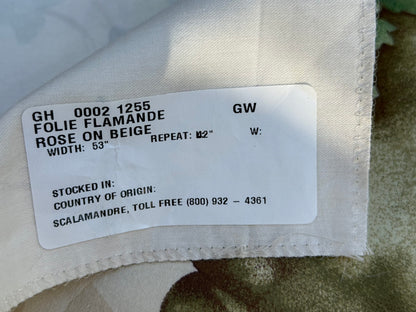 GH 0002 1255 GW
FOLIE FLAMANDE
ROSE ON BEIGE
WIDTH: 53" REPEAT: 42" W:
STOCKED IN:
COUNTRY OF ORIGIN:
SCALAMANDRE, TOLL FREE (800) 932 - 4361